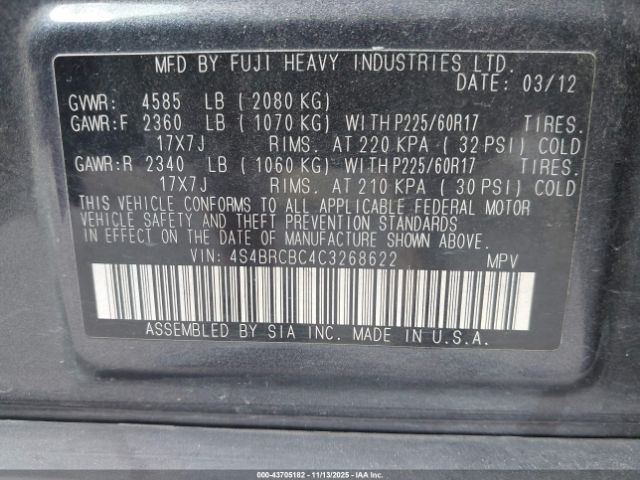 MFD BY FUJI HEAVY INDUSTRIES LTD.
DATE: 03/12
GVWR: 4585 LB ( 2080 KG)
GAWR:F 2360 LB ( 1070 KG) WITH P225/60R17 TIRES.
17X7J RIMS. AT 220 KPA ( 32 PSI) COLD
GAWR:R 2340 LB ( 1060 KG) WITH P225/60R17 TIRES.
17X7J RIMS. AT 210 KPA ( 30 PSI) COLD
THIS VEHICLE CONFORMS TO ALL APPLICABLE FEDERAL MOTOR
VEHICLE SAFETY AND THEFT PREVENTION STANDARDS
IN EFFECT ON THE DATE OF MANUFACTURE SHOWN ABOVE.
VIN: 4S4BRCBC4C3268622 MPV
ASSEMBLED BY SIA INC. MADE IN U.S.A.
000-43705182 - 11/13/2025 - IAAI.COM